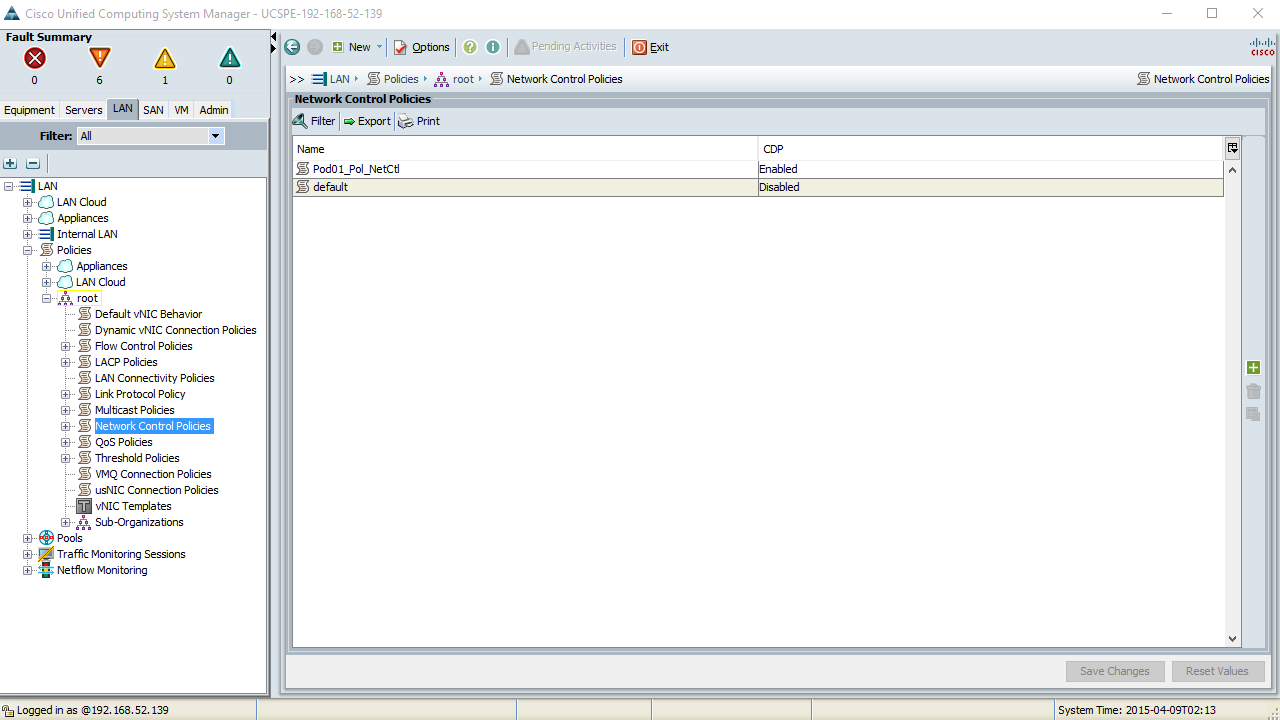 Cisco Unified Computing System Manager - UCSPE-192-168-52-139
Fault Summary
0 6 1 0
New Options ? i Pending Activities Exit
CISCO
>> LAN Policies root Network Control Policies Network Control Policies
Equipment Servers LAN SAN VM Admin
Filter: All
Network Control Policies
Filter Export Print
Name CDP
Pod01_Pol_NetCtl Enabled
default Disabled
LAN
LAN Cloud
Appliances
Internal LAN
Policies
Appliances
LAN Cloud
root
Default vNIC Behavior
Dynamic vNIC Connection Policies
Flow Control Policies
LACP Policies
LAN Connectivity Policies
Link Protocol Policy
Multicast Policies
Network Control Policies
QoS Policies
Threshold Policies
VMQ Connection Policies
usNIC Connection Policies
T vNIC Templates
Sub-Organizations
Pools
Traffic Monitoring Sessions
Netflow Monitoring
Save Changes Reset Values
Logged in as @192.168.52.139 System Time: 2015-04-09T02:13